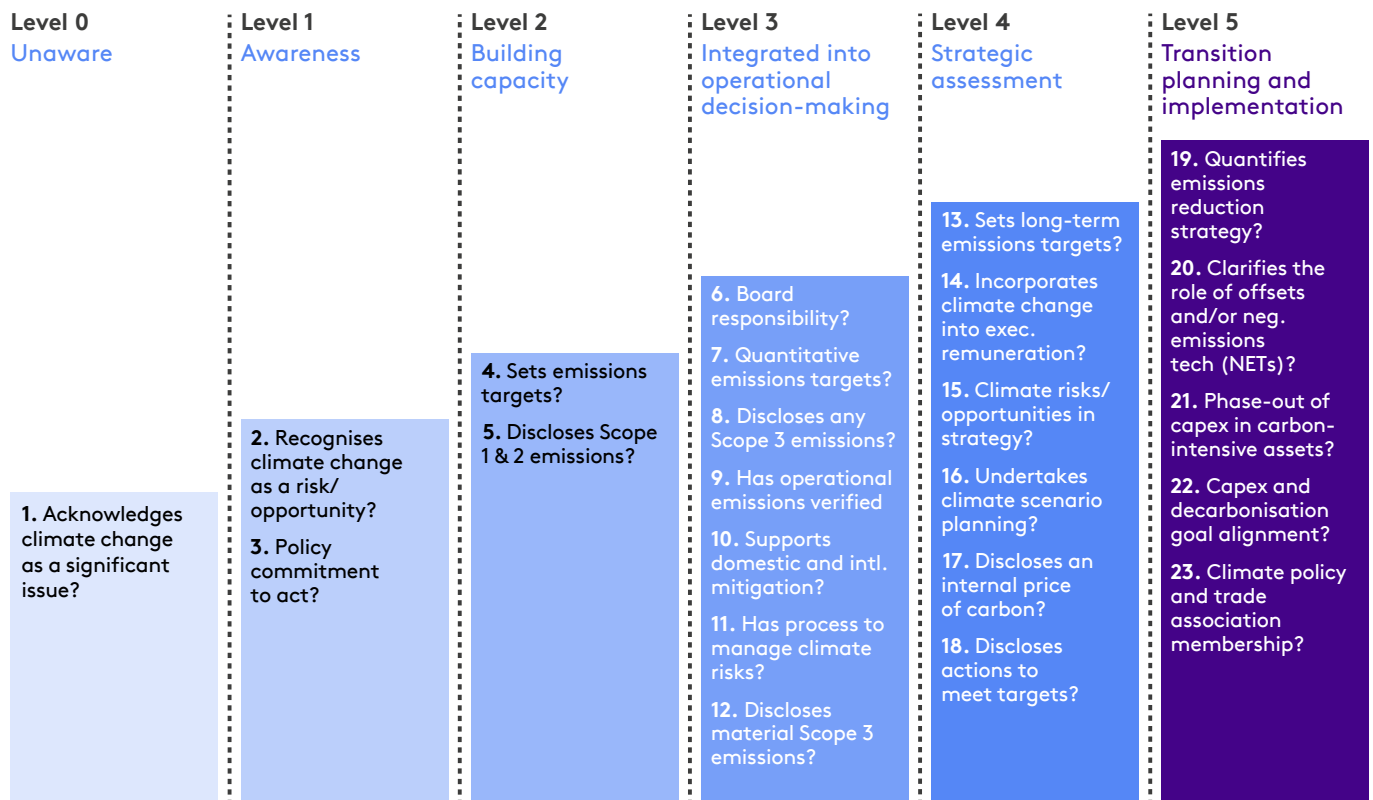 Level 0
Unaware
1. Acknowledges
climate change
as a significant
issue?
Level 1
Awareness
2. Recognises
climate change
as a risk/
opportunity?
3. Policy
commitment
to act?
Level 2
Building
capacity
4. Sets emissions
targets?
5. Discloses Scope
1 & 2 emissions?
Level 3
Integrated into
operational
decision-making
6. Board
responsibility?
7. Quantitative
emissions targets?
8. Discloses any
Scope 3 emissions?
9. Has operational
emissions verified
10. Supports
domestic and intl.
mitigation?
11. Has process to
manage climate
risks?
12. Discloses
material Scope 3
emissions?
Level 4
Strategic
assessment
13. Sets long-term
emissions targets?
14. Incorporates
climate change
into exec.
remuneration?
15. Climate risks/
opportunities in
strategy?
16. Undertakes
climate scenario
planning?
17. Discloses an
internal price
of carbon?
18. Discloses
actions to
meet targets?
Level 5
Transition
planning and
implementation
19. Quantifies
emissions
reduction
strategy?
20. Clarifies the
role of offsets
and/or neg.
emissions
tech (NETs)?
21. Phase-out of
capex in carbon-
intensive assets?
22. Capex and
decarbonisation
goal alignment?
23. Climate policy
and trade
association
membership?